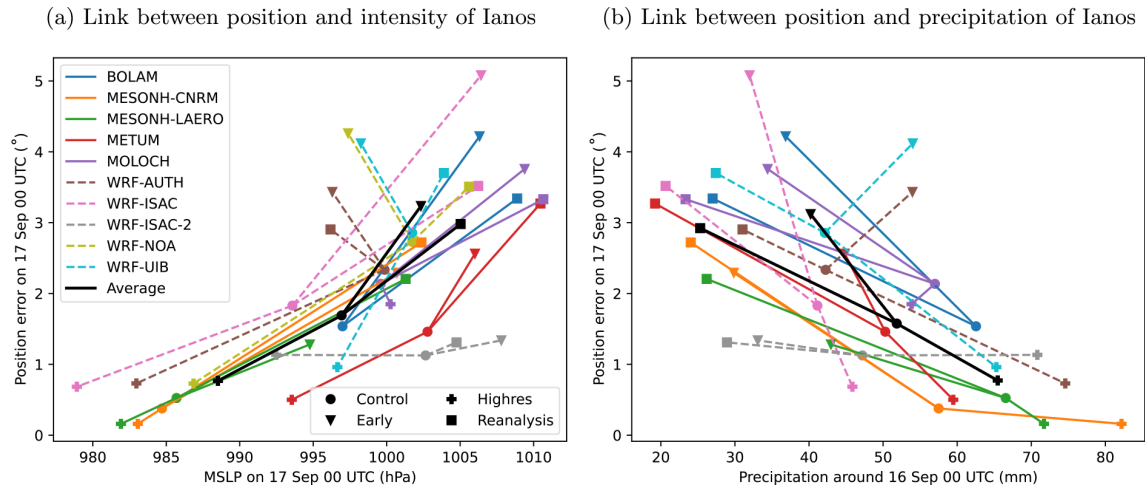 (a) Link between position and intensity of Ianos
(b) Link between position and precipitation of Ianos
Position error on 17 Sep 00 UTC (°)
5
4
3
2
1
0
BOLAM
MESONH-CNRM
MESONH-LAERO
METUM
MOLOCH
WRF-AUTH
WRF-ISAC
WRF-ISAC-2
WRF-NOA
WRF-UIB
Average
Control
Early
Highres
Reanalysis
980 985 990 995 1000 1005 1010
MSLP on 17 Sep 00 UTC (hPa)
Position error on 17 Sep 00 UTC (°)
5
4
3
2
1
0
20 30 40 50 60 70 80
Precipitation around 16 Sep 00 UTC (mm)